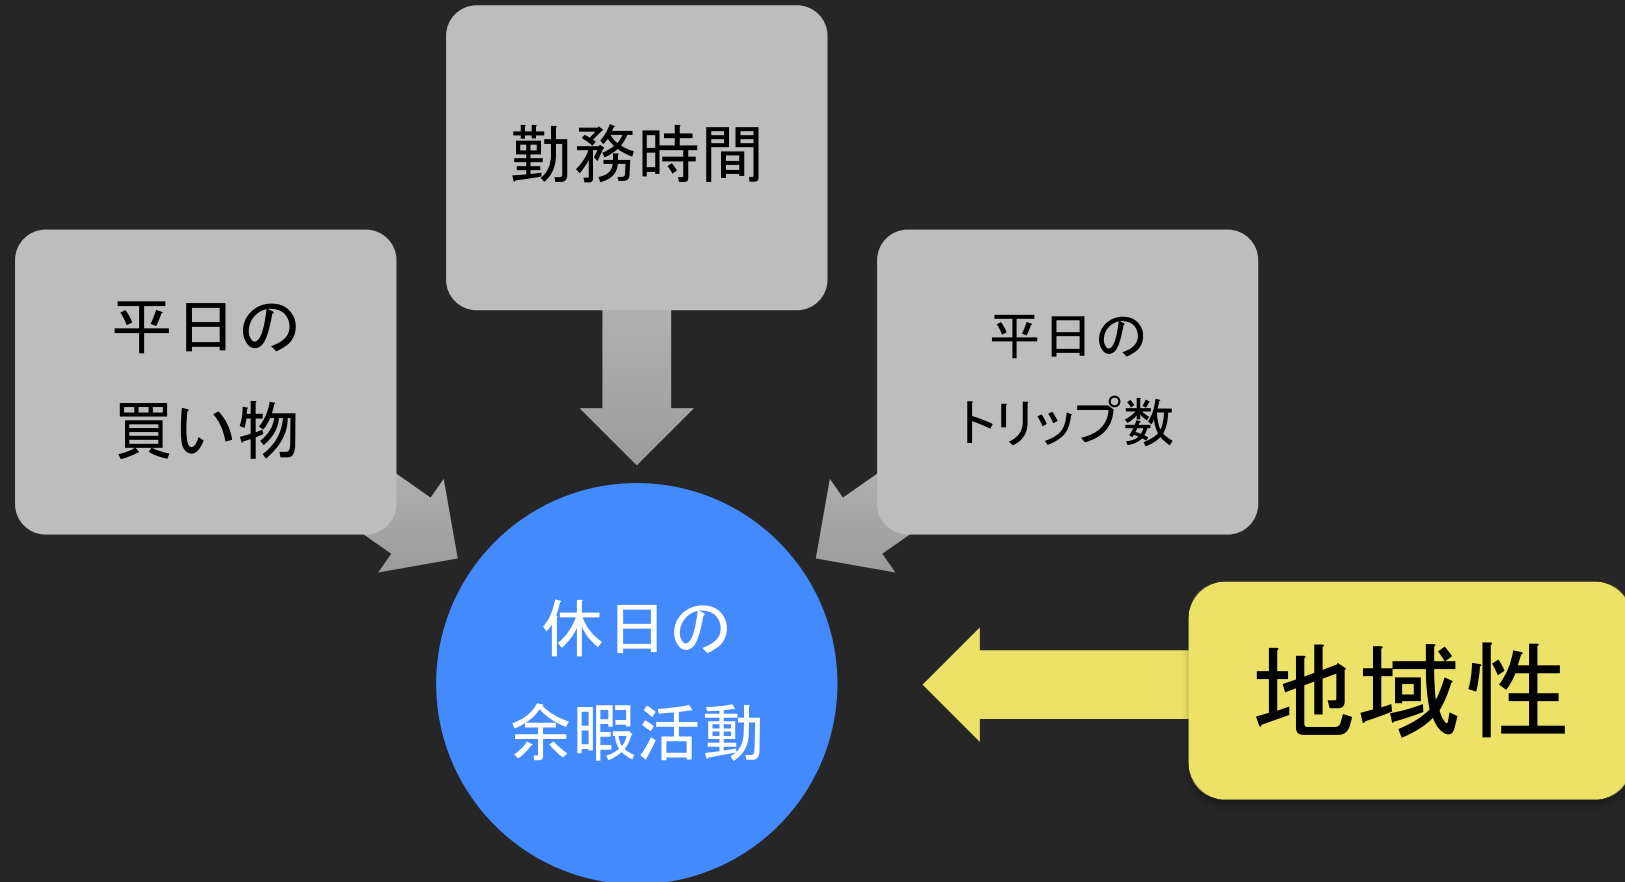 勤務時間
平日の
買い物
平日の
トリップ数
休日の
余暇活動
地域性